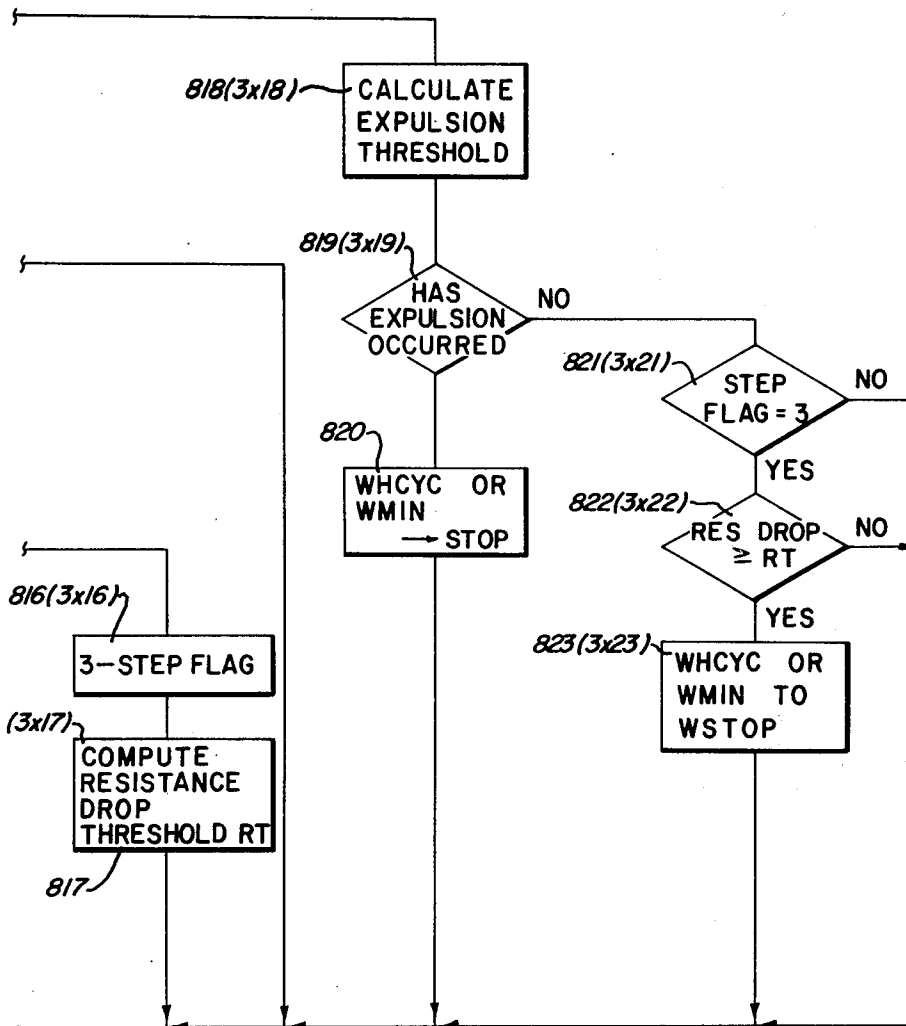 818(3x18)
CALCULATE
EXPULSION
THRESHOLD
819(3x19)
HAS
EXPULSION
OCCURRED
NO
821(3x21)
STEP
FLAG = 3
NO
YES
820
WHCYC OR
WMIN
→ STOP
822(3x22)
RES DROP
≥ RT
NO
YES
816(3x16)
3-STEP FLAG
823(3x23)
WHCYC OR
WMIN TO
WSTOP
(3x17)
COMPUTE
RESISTANCE
DROP
THRESHOLD RT
817